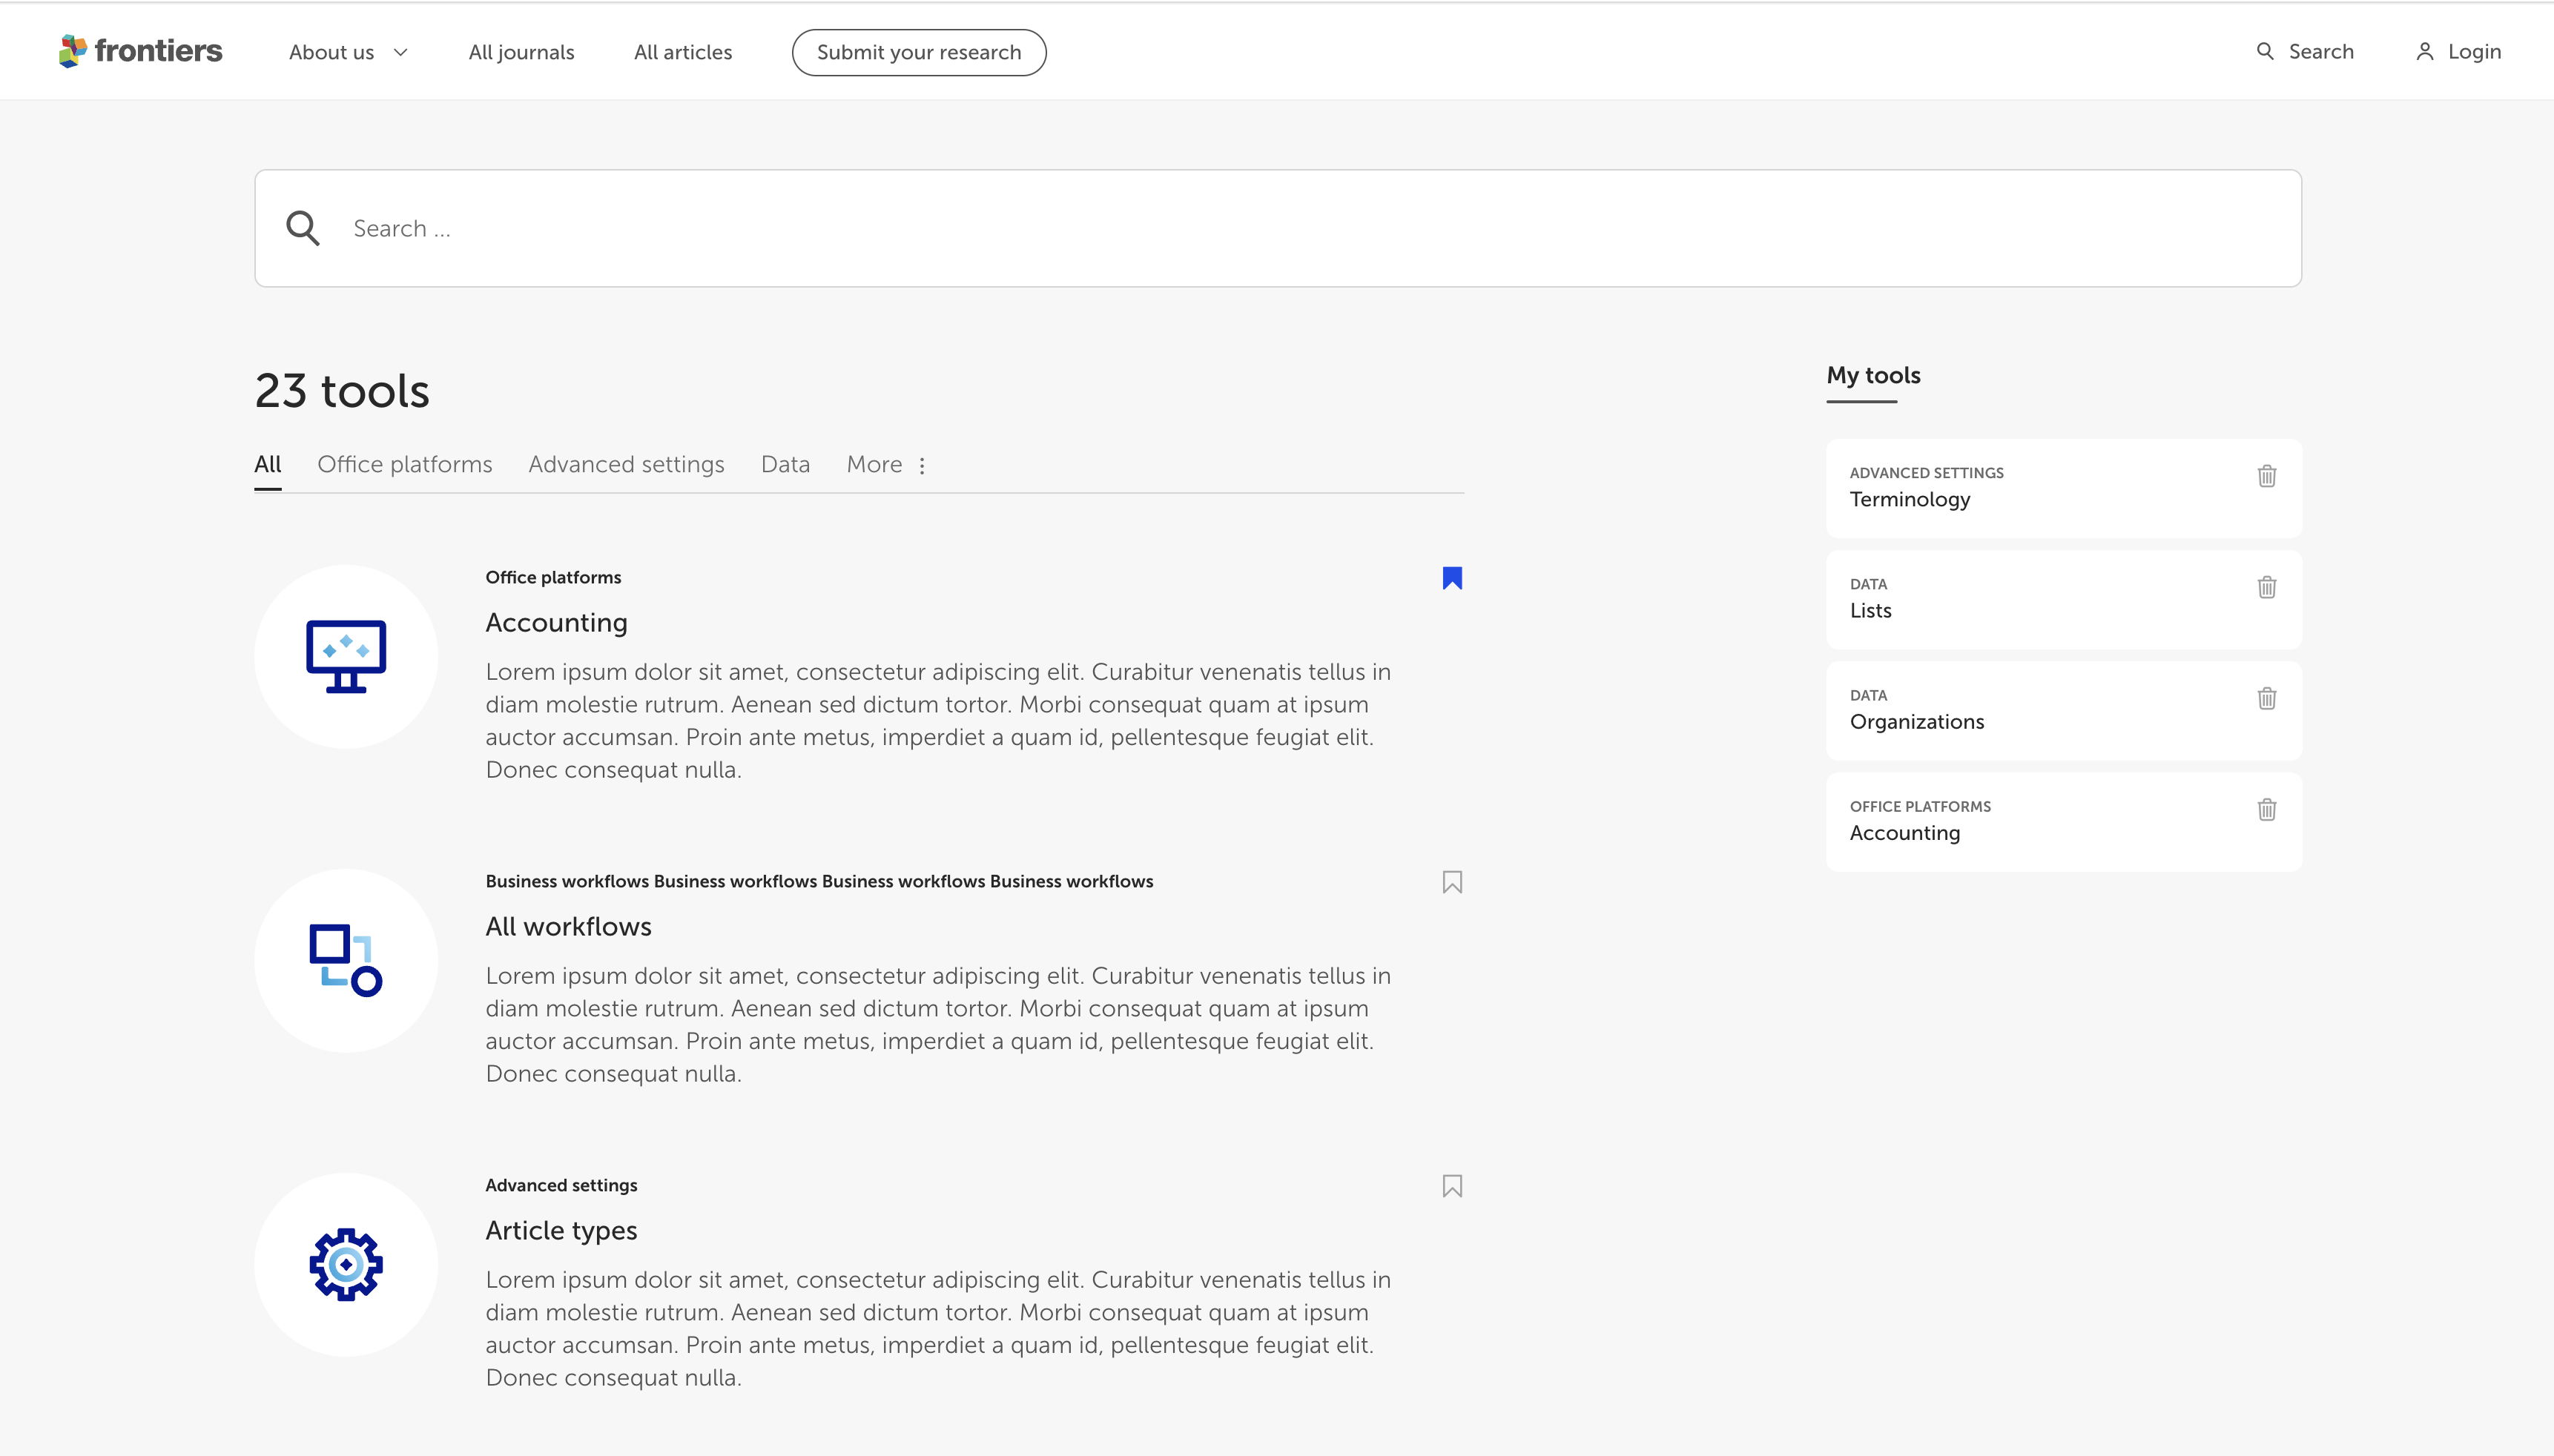 frontiers
About us
All journals
All articles
Submit your research
Search
Login
Search ...
23 tools
All
Office platforms
Advanced settings
Data
More
Office platforms
Accounting
Lorem ipsum dolor sit amet, consectetur adipiscing elit. Curabitur venenatis tellus in
diam molestie rutrum. Aenean sed dictum tortor. Morbi consequat quam at ipsum
auctor accumsan. Proin ante metus, imperdiet a quam id, pellentesque feugiat elit.
Donec consequat nulla.
Business workflows Business workflows Business workflows Business workflows
All workflows
Lorem ipsum dolor sit amet, consectetur adipiscing elit. Curabitur venenatis tellus in
diam molestie rutrum. Aenean sed dictum tortor. Morbi consequat quam at ipsum
auctor accumsan. Proin ante metus, imperdiet a quam id, pellentesque feugiat elit.
Donec consequat nulla.
Advanced settings
Article types
Lorem ipsum dolor sit amet, consectetur adipiscing elit. Curabitur venenatis tellus in
diam molestie rutrum. Aenean sed dictum tortor. Morbi consequat quam at ipsum
auctor accumsan. Proin ante metus, imperdiet a quam id, pellentesque feugiat elit.
Donec consequat nulla.
My tools
ADVANCED SETTINGS
Terminology
DATA
Lists
DATA
Organizations
OFFICE PLATFORMS
Accounting